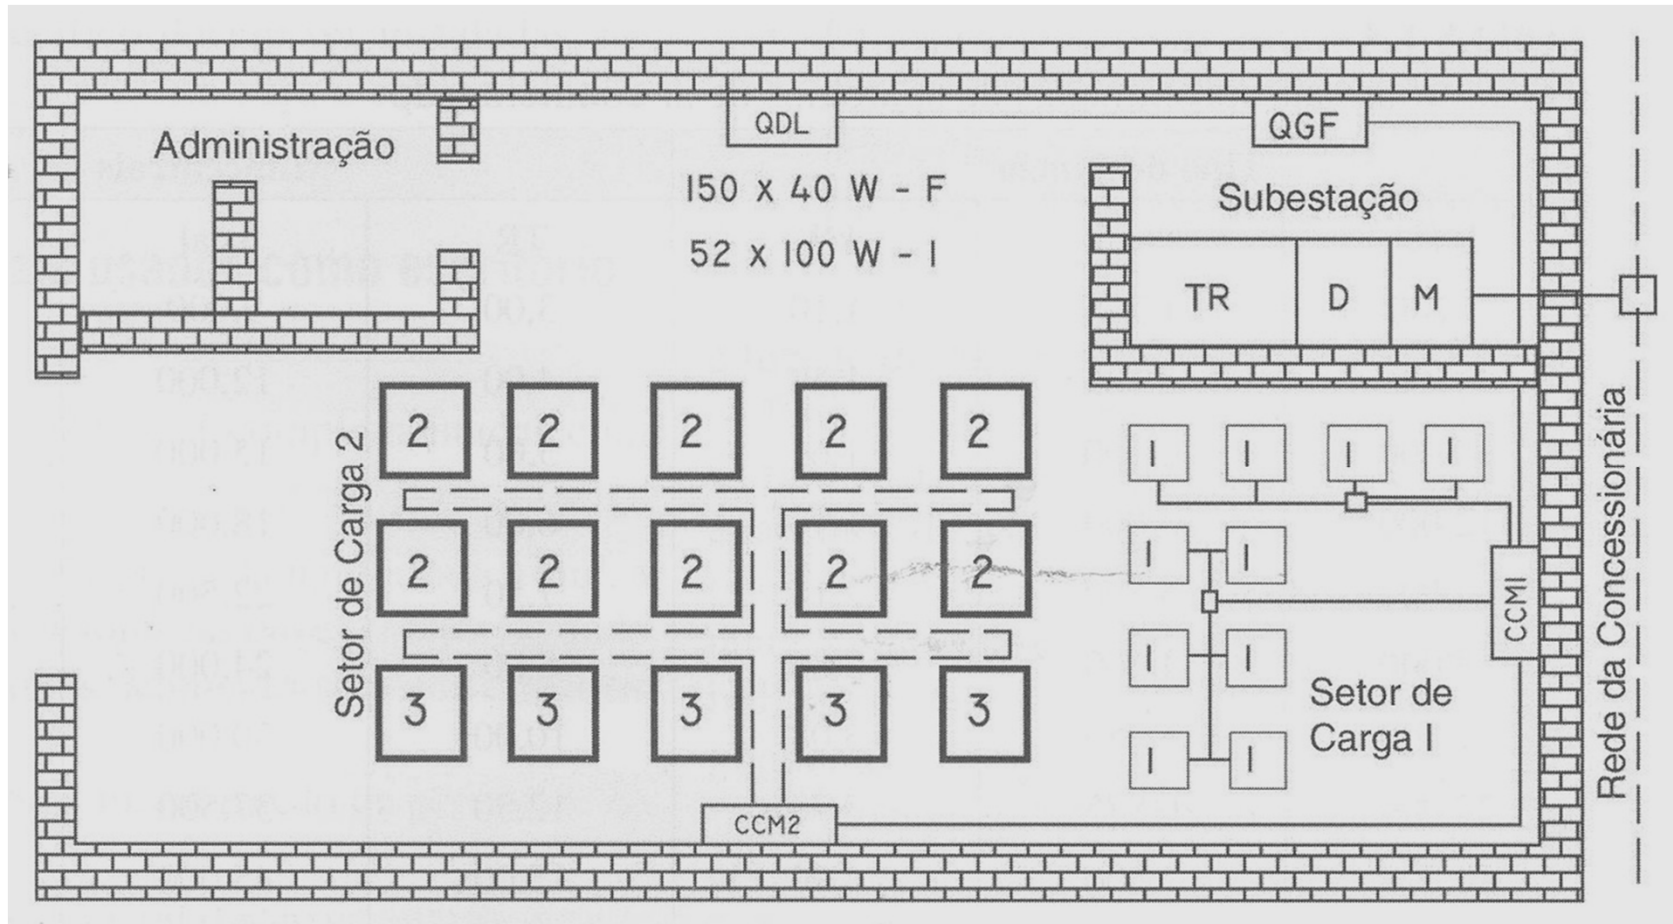 QDL
QGF
Administração
150 x 40 W - F
Subestação
52 x 100 W - I
TR
D
M
2 2 2 2 2
I I I I
Setor de Carga 2
2 2 2 2 2
I I
CCM1
Rede da Concessionária
I I
3 3 3 3 3
Setor de
Carga I
I I
CCM2